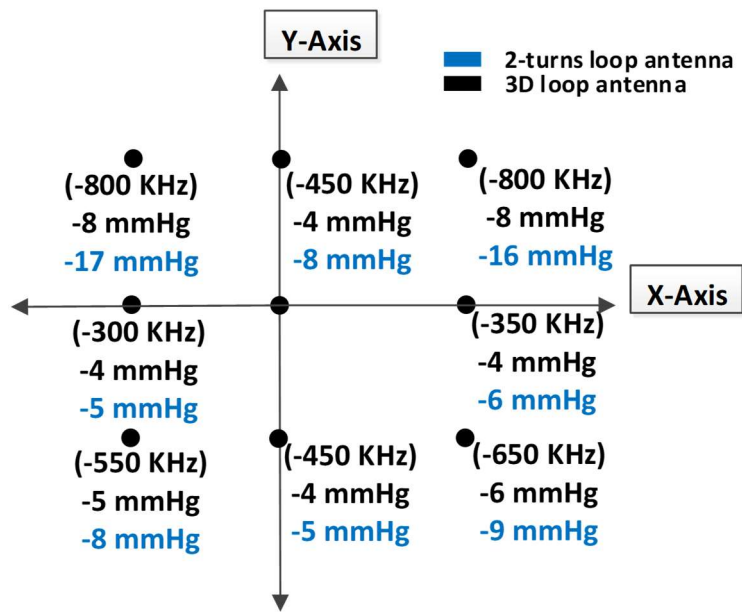 Y-Axis
2-turns loop antenna
3D loop antenna
(-800 KHz)
-8 mmHg
-17 mmHg
(-450 KHz)
-4 mmHg
-8 mmHg
(-800 KHz)
-8 mmHg
-16 mmHg
X-Axis
(-300 KHz)
-4 mmHg
-5 mmHg
(-350 KHz)
-4 mmHg
-6 mmHg
(-550 KHz)
-5 mmHg
-8 mmHg
(-450 KHz)
-4 mmHg
-5 mmHg
(-650 KHz)
-6 mmHg
-9 mmHg